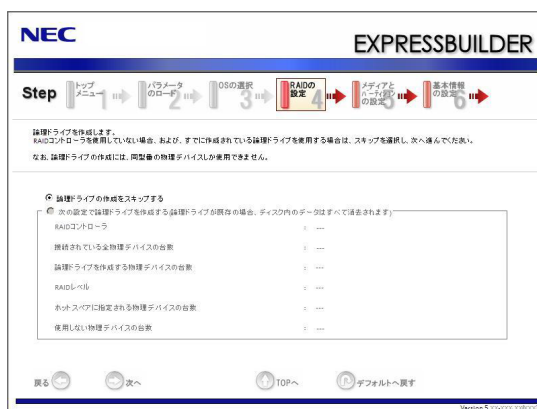 NEC
EXPRESSBUILDER
Step トップメニュー 1 パラメータのロード 2 OSの選択 3 RAIDの設定 4 メディアとパーティションの設定 5 基本情報の設定 6
論理ドライブを作成します。
RAIDコントローラを使用していない場合、および、すでに作成されている論理ドライブを使用する場合は、スキップを選択し、次へ進んでください。
なお、論理ドライブの作成には、同型番の物理デバイスしか使用できません。
論理ドライブの作成をスキップする
次の設定で論理ドライブを作成する(論理ドライブが既存の場合、ディスク内のデータはすべて消去されます)
RAIDコントローラ : ---
接続されている全物理デバイスの台数 : ---
論理ドライブを作成する物理デバイスの台数 : ---
RAIDレベル : ---
ホットスペアに指定される物理デバイスの台数 : ---
使用しない物理デバイスの台数 : ---
戻る 次へ TOPへ デフォルトへ戻す
Version 5